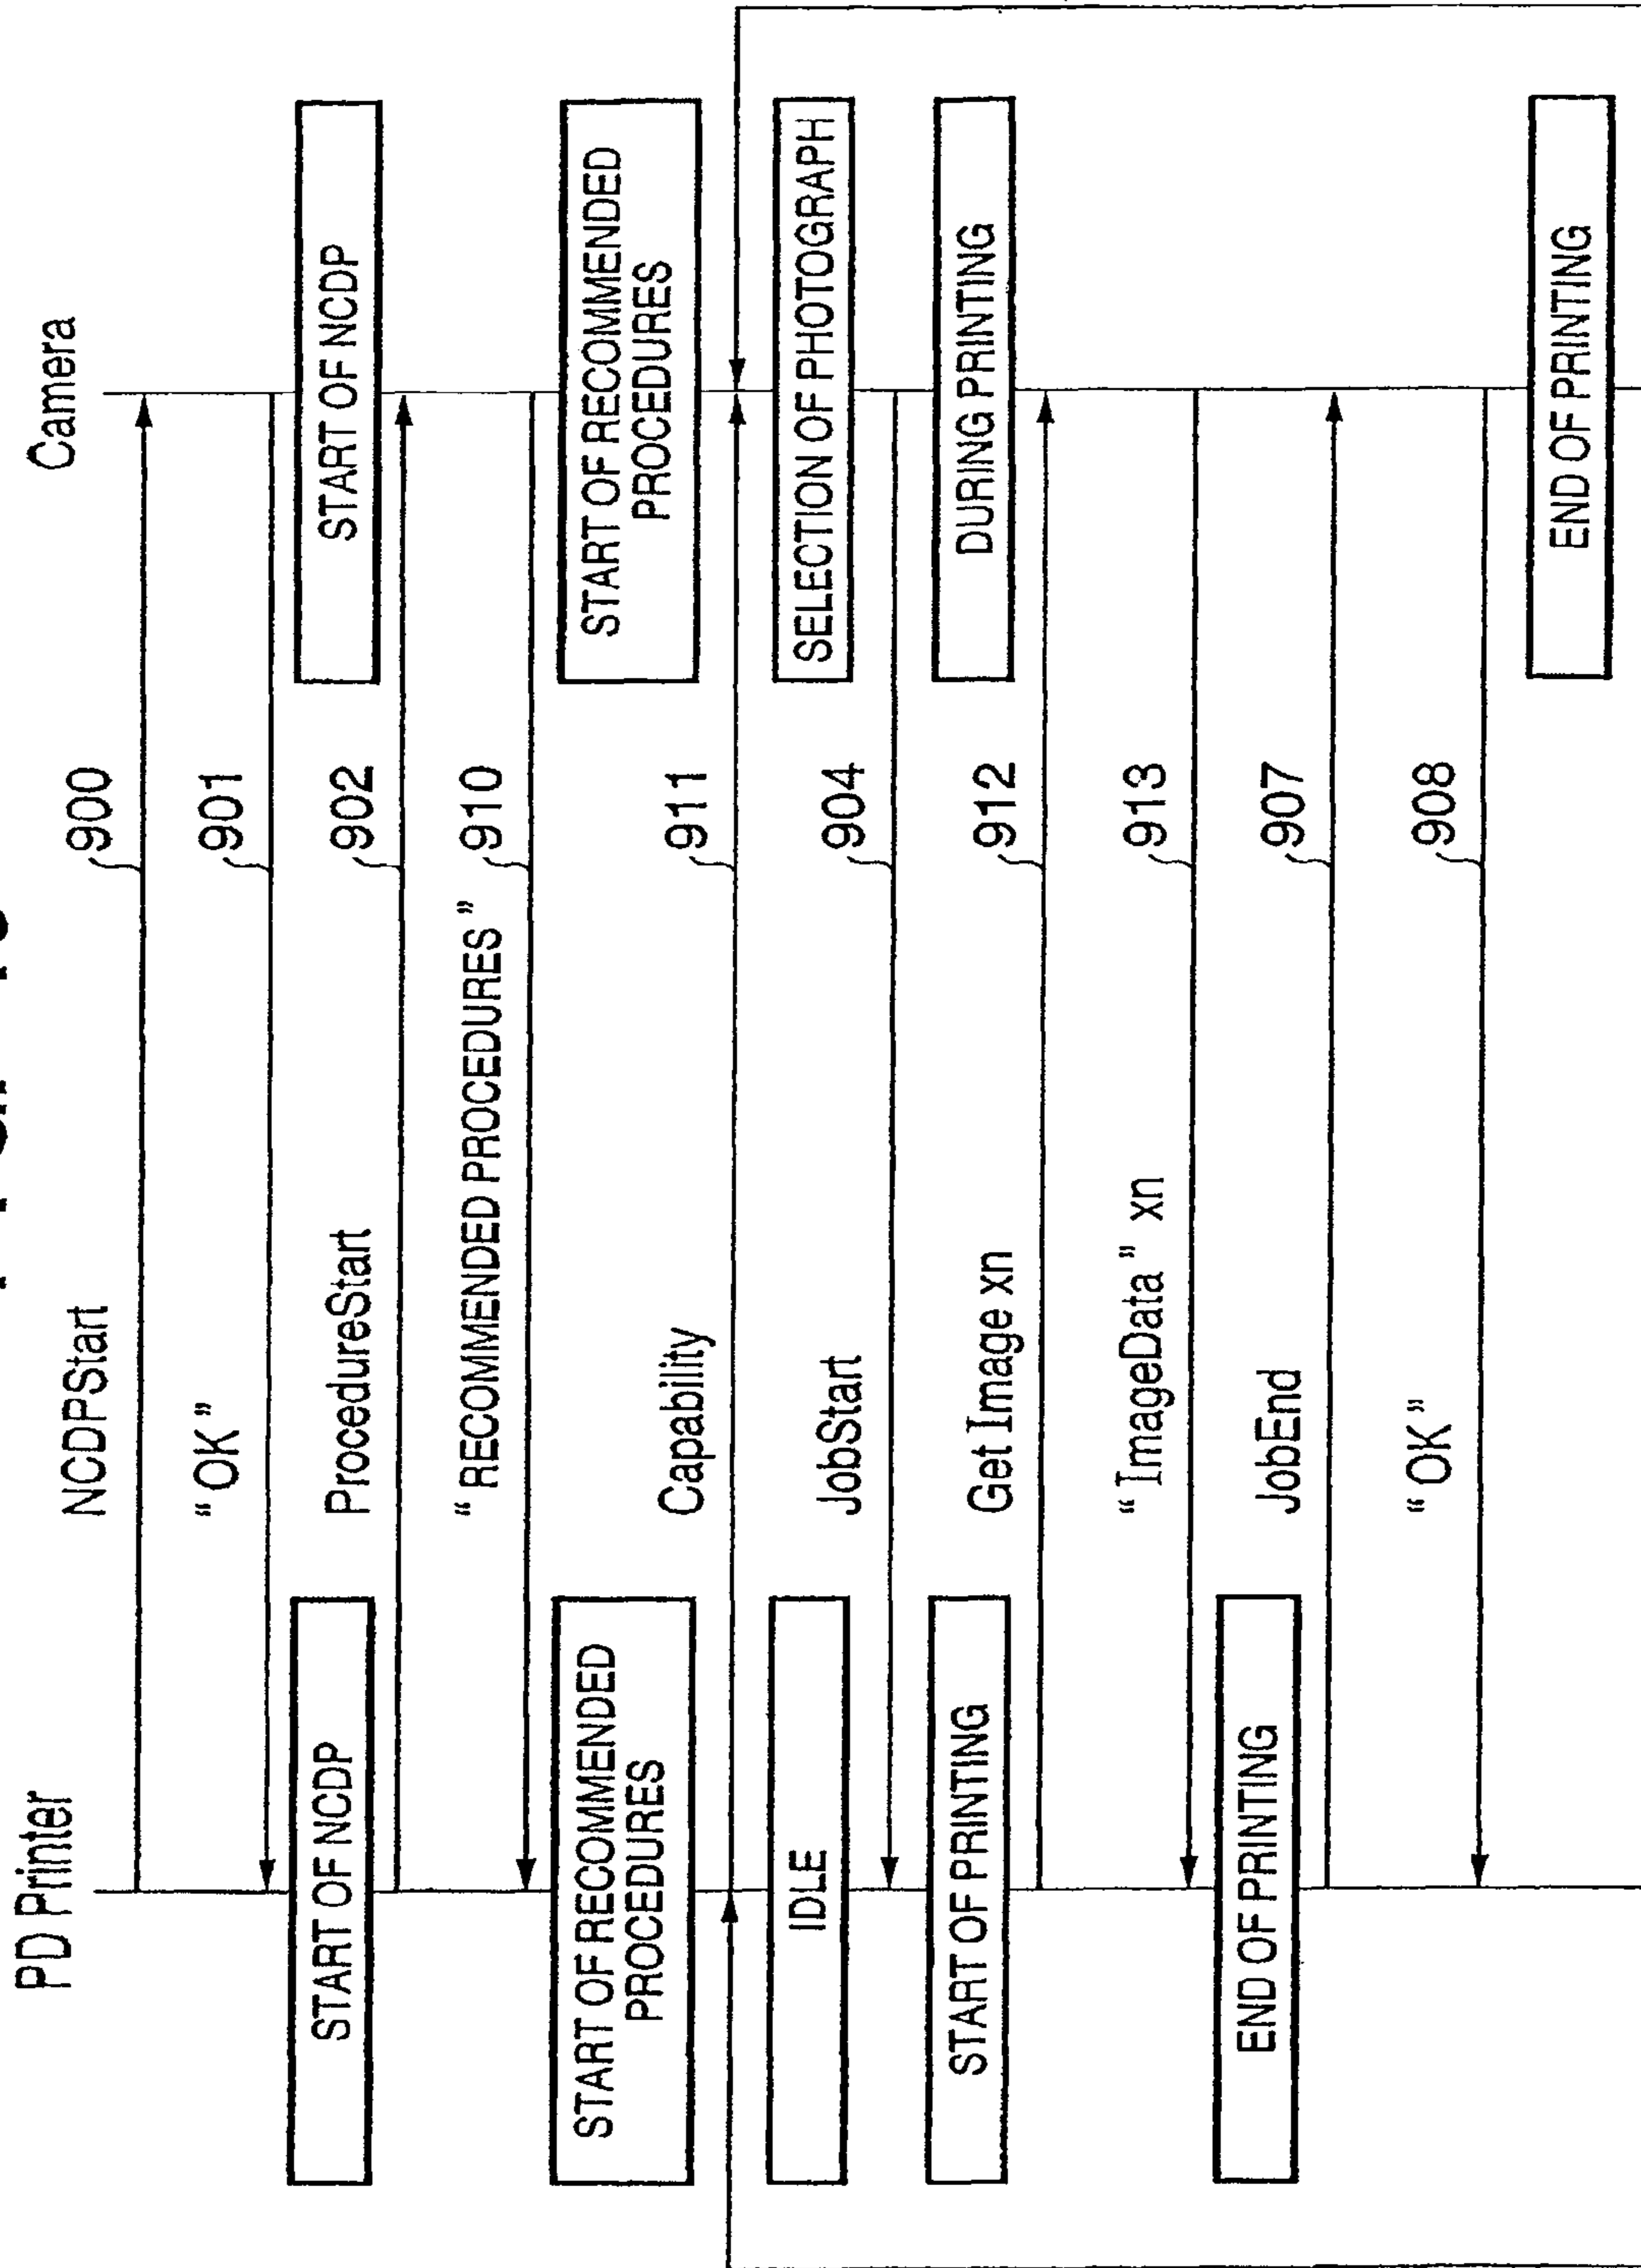 PD Printer
Camera
NCDPStart
900
“OK”
901
START OF NCDP
START OF NCDP
ProcedureStart
902
“RECOMMENDED PROCEDURES”
910
START OF RECOMMENDED
PROCEDURES
START OF RECOMMENDED
PROCEDURES
Capability
911
IDLE
SELECTION OF PHOTOGRAPH
JobStart
904
START OF PRINTING
DURING PRINTING
Get Image xn
912
“ImageData” xn
913
END OF PRINTING
JobEnd
907
“OK”
908
END OF PRINTING